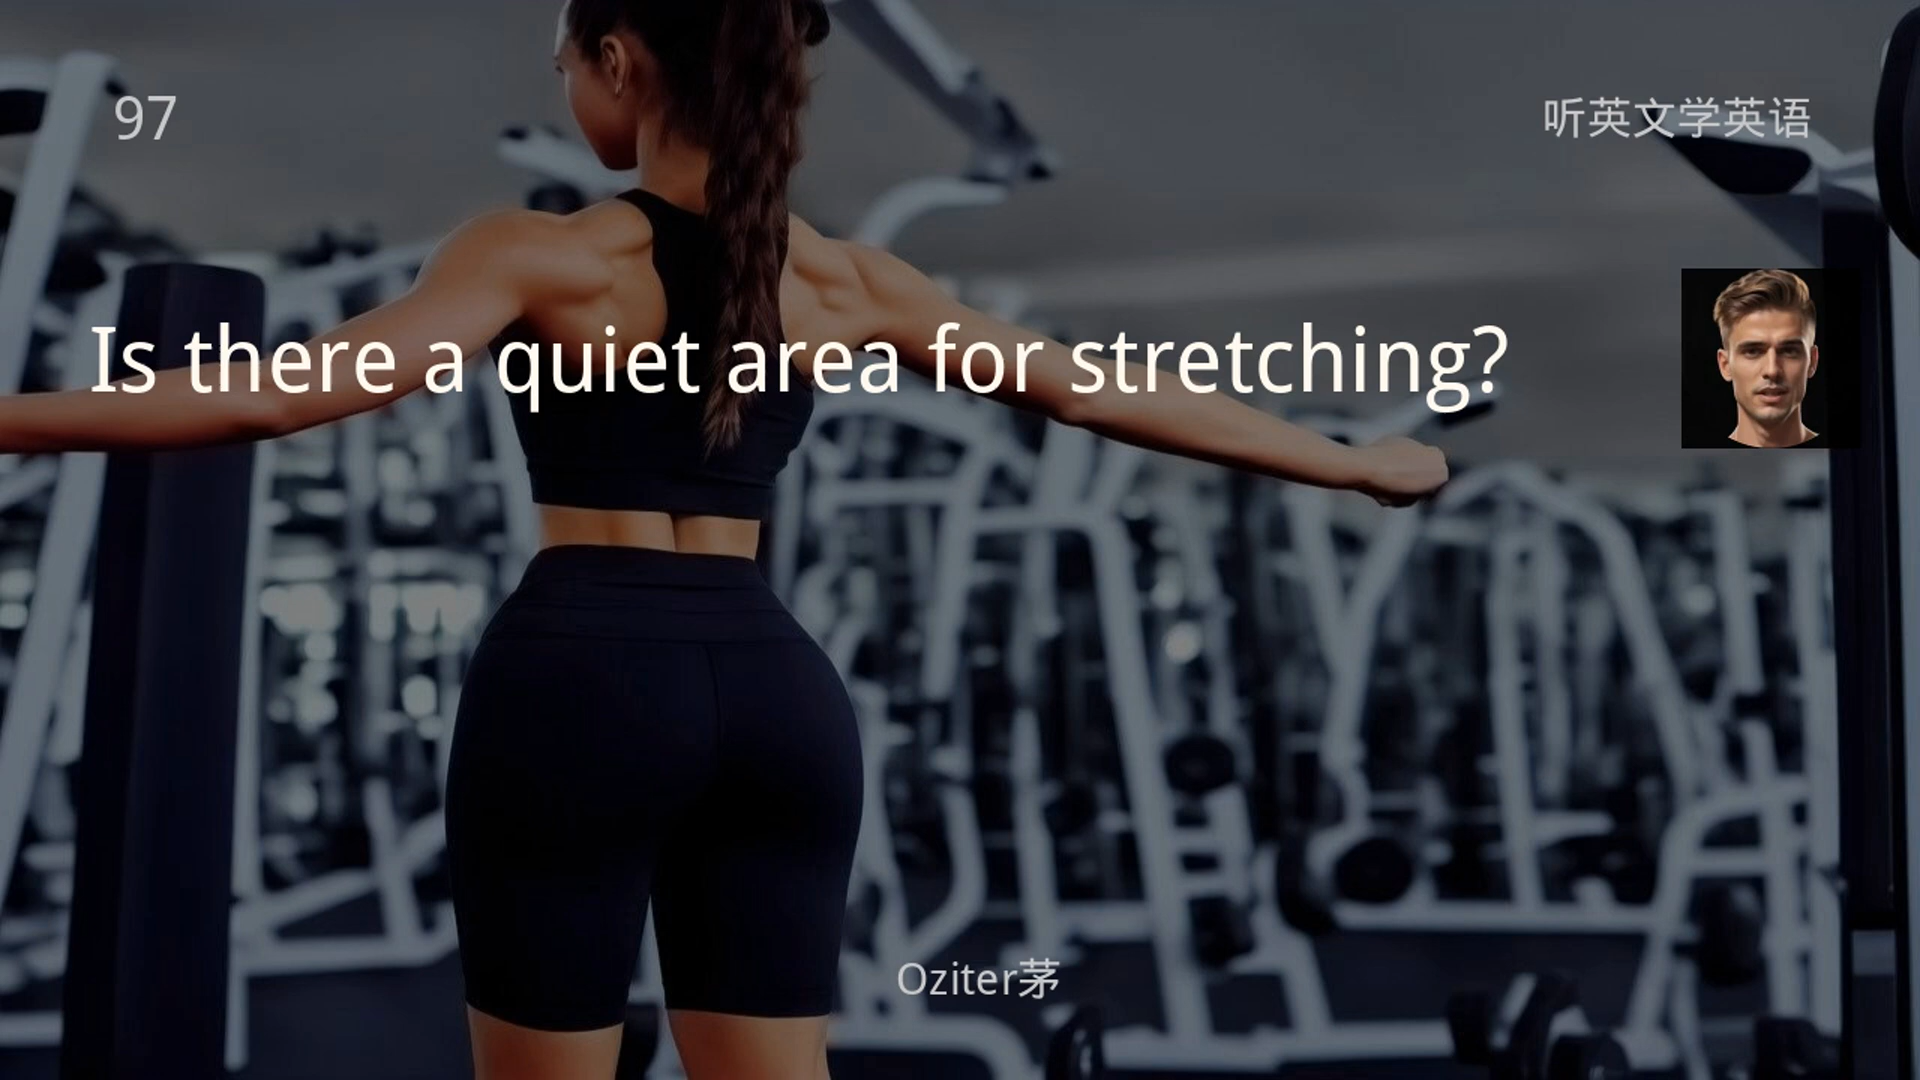 97
听英文学英语
Is there a quiet area for stretching?
Oziter茅